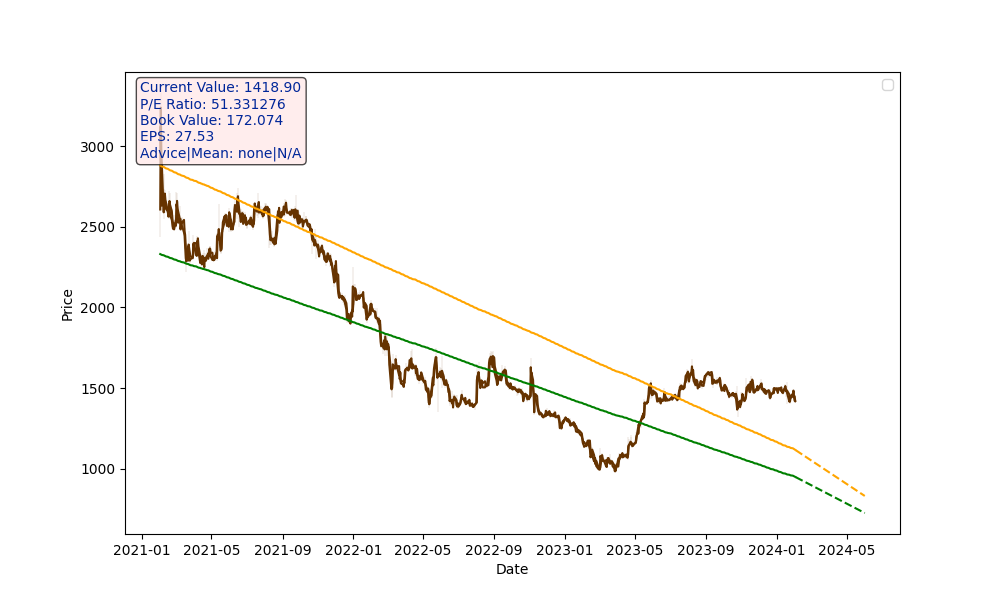 Current Value: 1418.90
P/E Ratio: 51.331276
Book Value: 172.074
EPS: 27.53
Advice|Mean: none|N/A
Price
3000
2500
2000
1500
1000
2021-01 2021-05 2021-09 2022-01 2022-05 2022-09 2023-01 2023-05 2023-09 2024-01 2024-05
Date